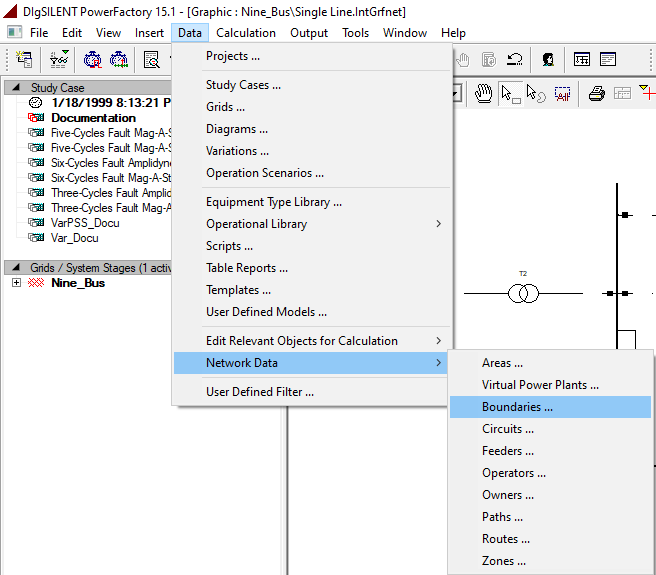 DIgSILENT PowerFactory 15.1 - [Graphic : Nine_Bus\Single Line.IntGrfnet]
File Edit View Insert Data Calculation Output Tools Window Help
Study Case
1/18/1999 8:13:21 P
Documentation
Five-Cycles Fault Mag-A-S
Five-Cycles Fault Mag-A-S
Six-Cycles Fault Amplidyne
Six-Cycles Fault Mag-A-St
Three-Cycles Fault Amplid
Three-Cycles Fault Mag-A
VarPSS_Docu
Var_Docu
Grids / System Stages (1 activ
Nine_Bus
Projects ...
Study Cases ...
Grids ...
Diagrams ...
Variations ...
Operation Scenarios ...
Equipment Type Library ...
Operational Library
Scripts ...
Table Reports ...
Templates ...
User Defined Models ...
Edit Relevant Objects for Calculation
Network Data
User Defined Filter ...
T2
Areas ...
Virtual Power Plants ...
Boundaries ...
Circuits ...
Feeders ...
Operators ...
Owners ...
Paths ...
Routes ...
Zones ...